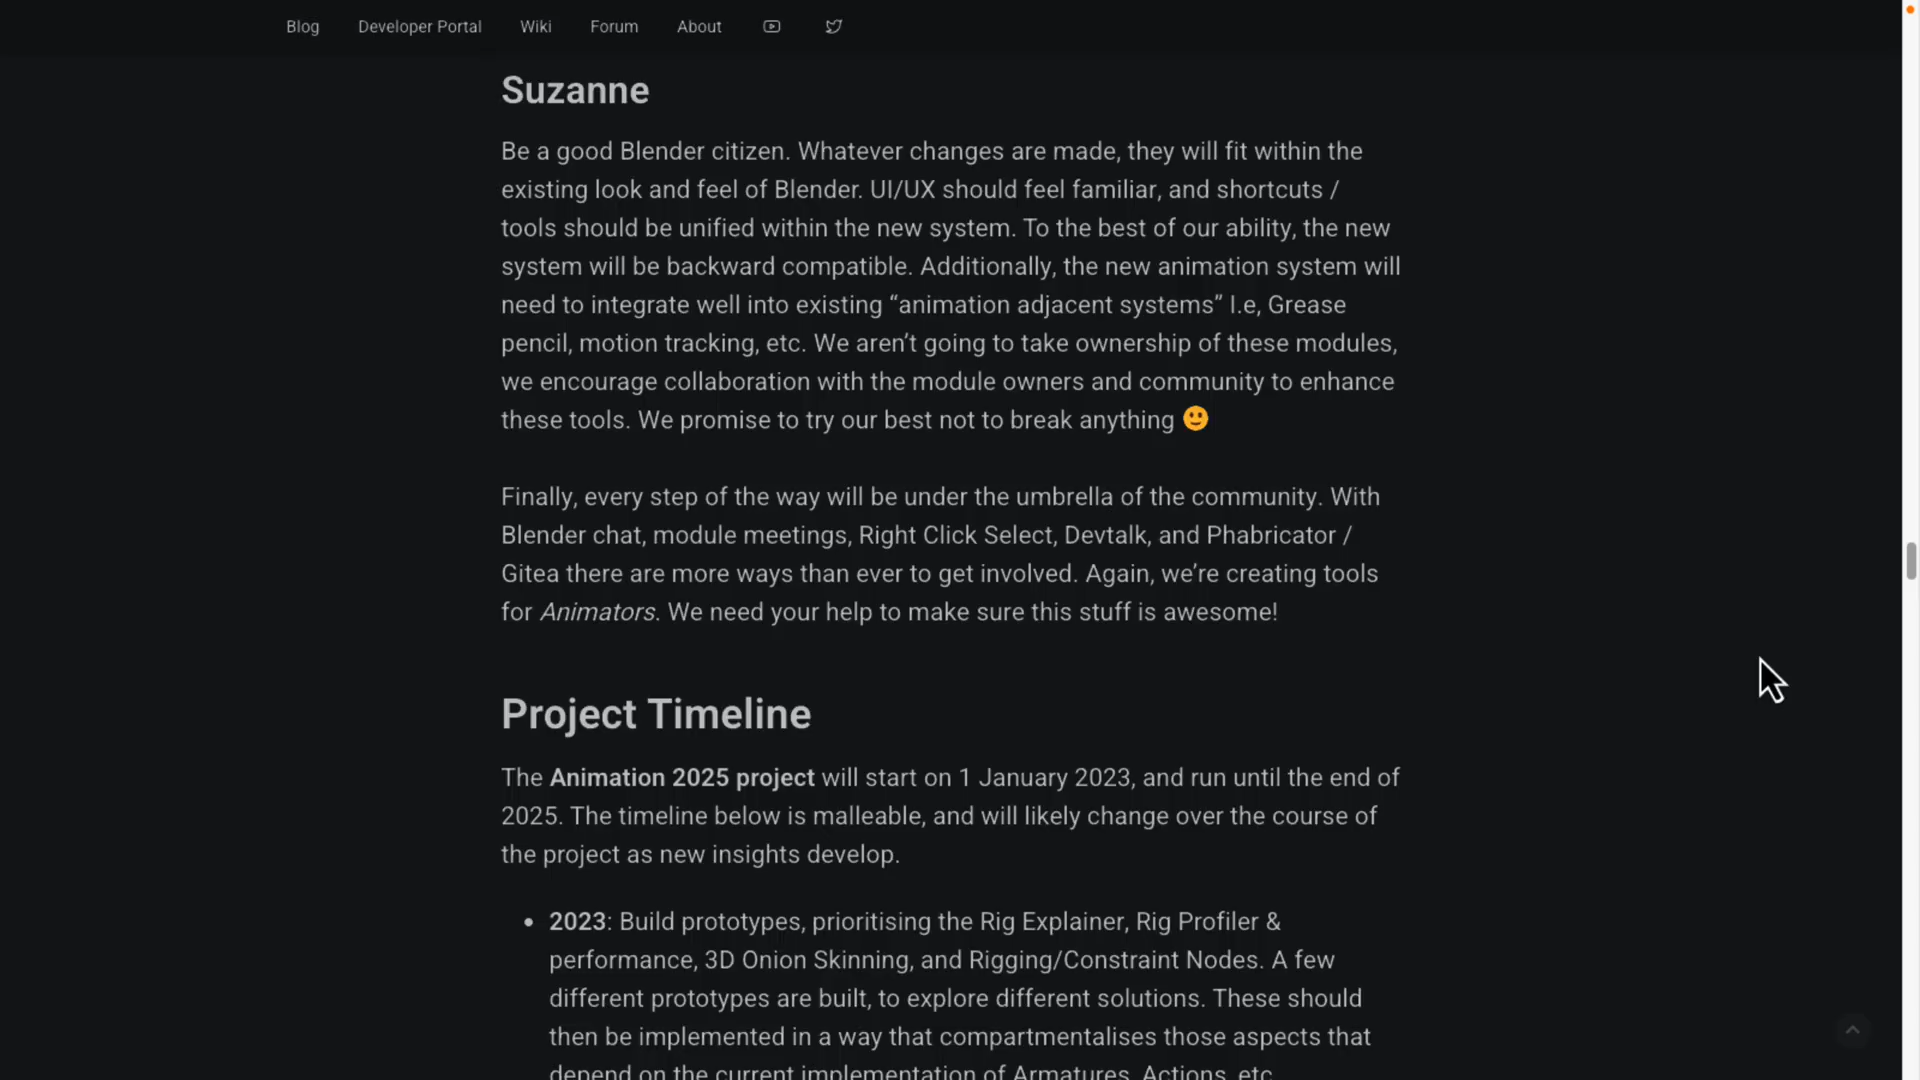 Blog Developer Portal Wiki Forum About
Suzanne
Be a good Blender citizen. Whatever changes are made, they will fit within the
existing look and feel of Blender. UI/UX should feel familiar, and shortcuts /
tools should be unified within the new system. To the best of our ability, the new
system will be backward compatible. Additionally, the new animation system will
need to integrate well into existing “animation adjacent systems” I.e, Grease
pencil, motion tracking, etc. We aren’t going to take ownership of these modules,
we encourage collaboration with the module owners and community to enhance
these tools. We promise to try our best not to break anything 🙂
Finally, every step of the way will be under the umbrella of the community. With
Blender chat, module meetings, Right Click Select, Devtalk, and Phabricator /
Gitea there are more ways than ever to get involved. Again, we’re creating tools
for Animators. We need your help to make sure this stuff is awesome!
Project Timeline
The Animation 2025 project will start on 1 January 2023, and run until the end of
2025. The timeline below is malleable, and will likely change over the course of
the project as new insights develop.
• 2023: Build prototypes, prioritising the Rig Explainer, Rig Profiler &
performance, 3D Onion Skinning, and Rigging/Constraint Nodes. A few
different prototypes are built, to explore different solutions. These should
then be implemented in a way that compartmentalises those aspects that
depend on the current implementation of Armatures, Actions, etc.